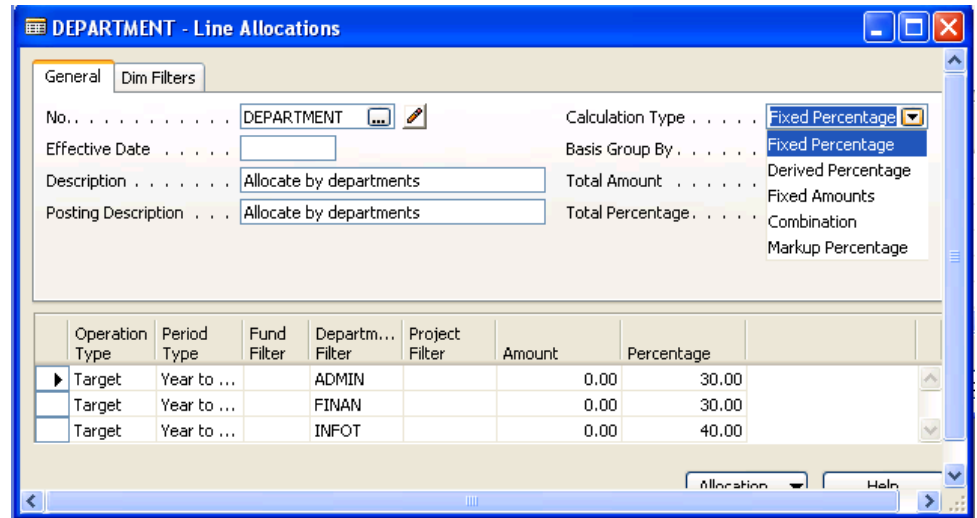 DEPARTMENT - Line Allocations
General Dim Filters
No.. . . . . . . . . . . . DEPARTMENT ... Calculation Type . . . . . Fixed Percentage
Effective Date . . . . . Basis Group By. . . . . . Fixed Percentage
Derived Percentage
Description . . . . . . . Allocate by departments Total Amount . . . . . . Fixed Amounts
Posting Description . . . Allocate by departments Total Percentage. . . . . Combination
Markup Percentage
Operation Type Period Type Fund Filter Departm... Filter Project Filter Amount Percentage
Target Year to ... ADMIN 0.00 30.00
Target Year to ... FINAN 0.00 30.00
Target Year to ... INFOT 0.00 40.00
Allocation Help